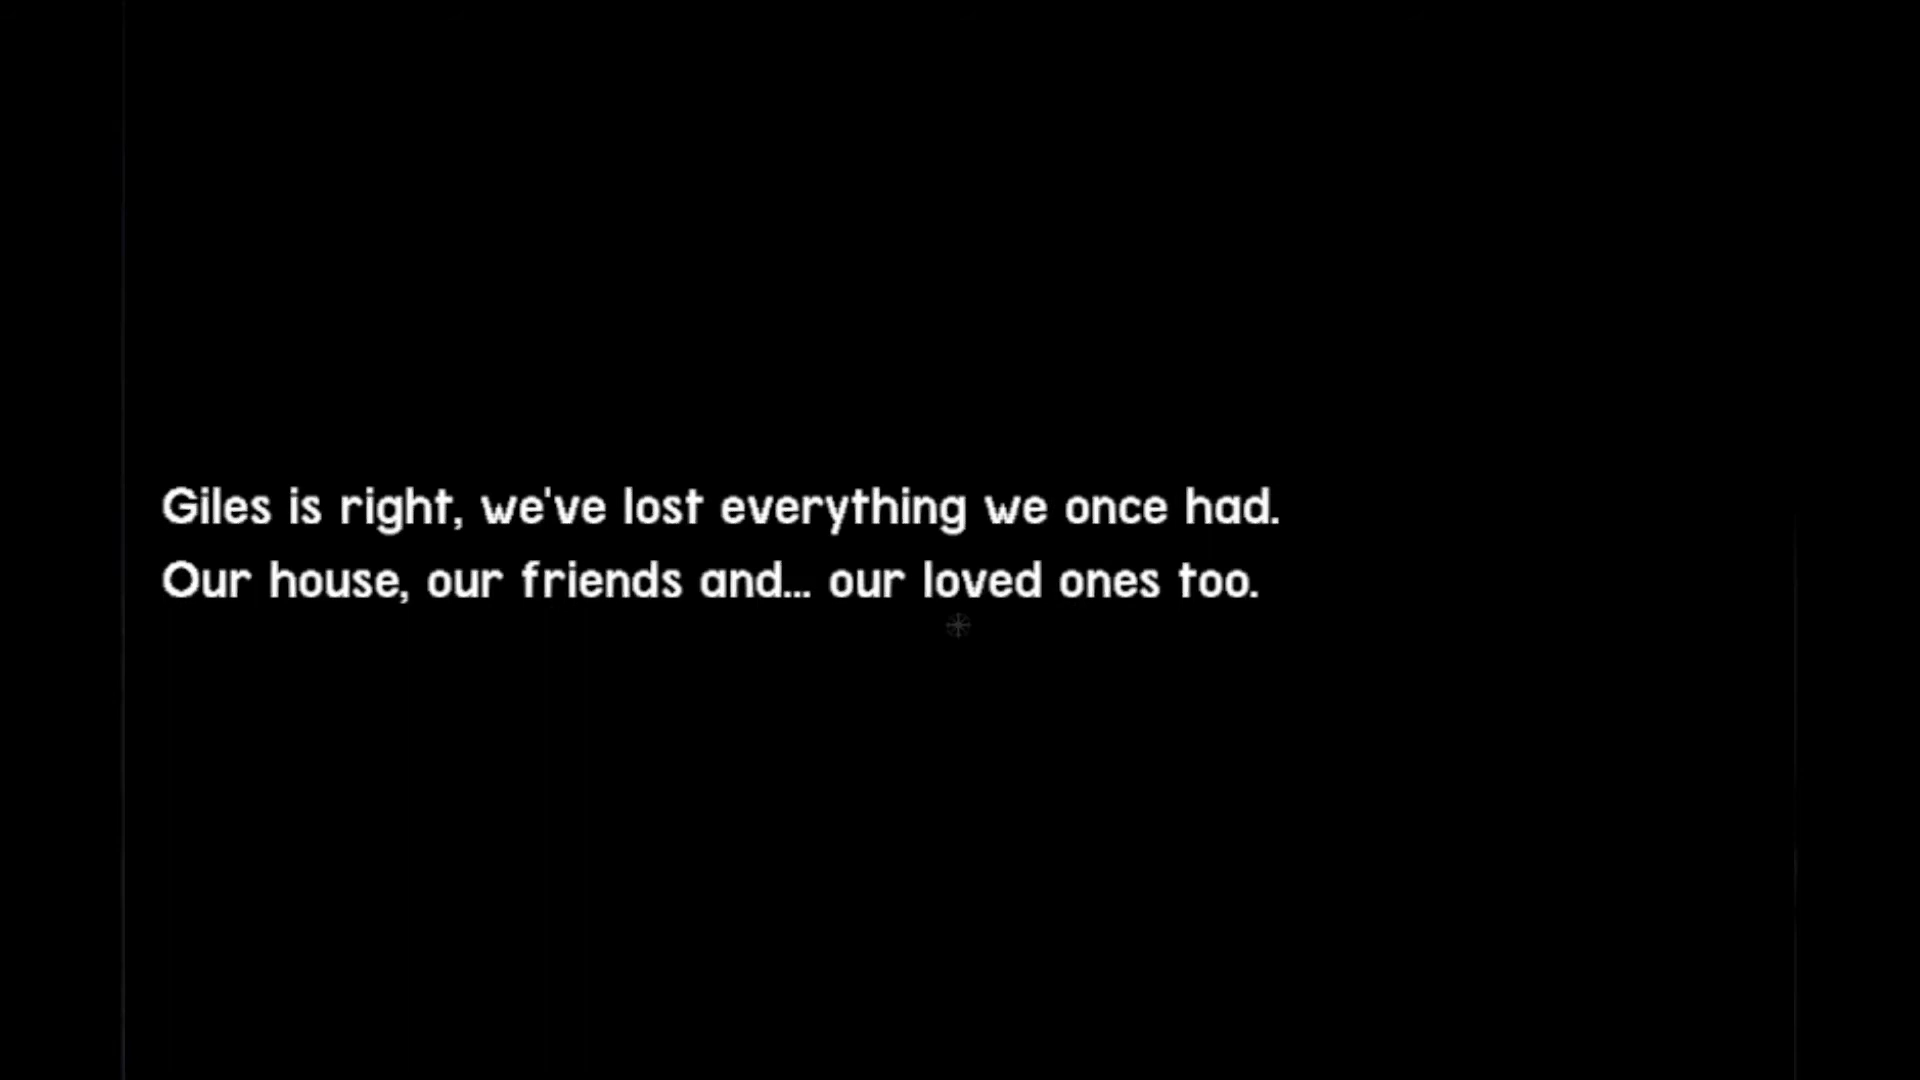 Giles is right, we've lost everything we once had.
Our house, our friends and... our loved ones too.